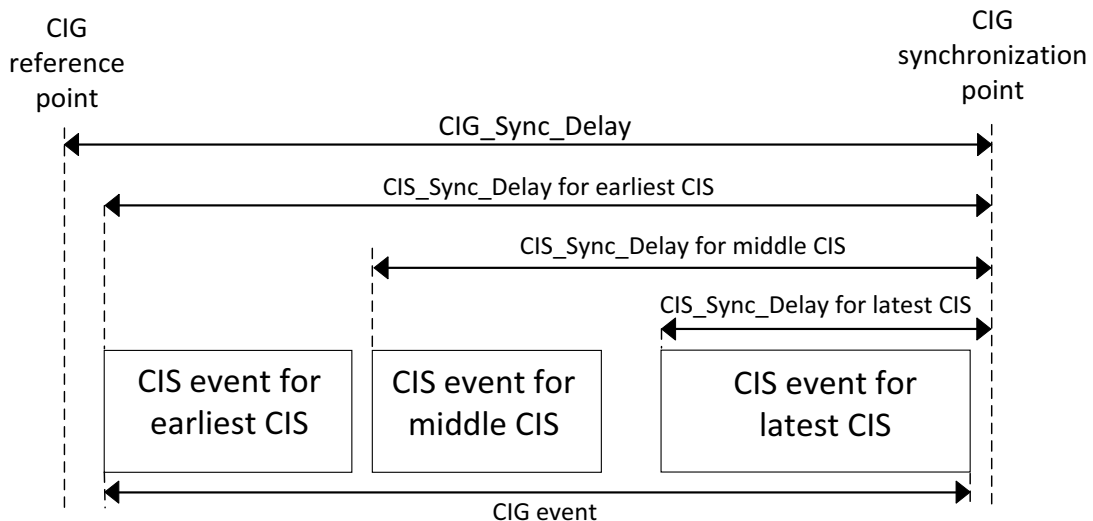 CIG
reference
point
CIG
synchronization
point
CIG_Sync_Delay
CIS_Sync_Delay for earliest CIS
CIS_Sync_Delay for middle CIS
CIS_Sync_Delay for latest CIS
CIS event for
earliest CIS
CIS event for
middle CIS
CIS event for
latest CIS
CIG event